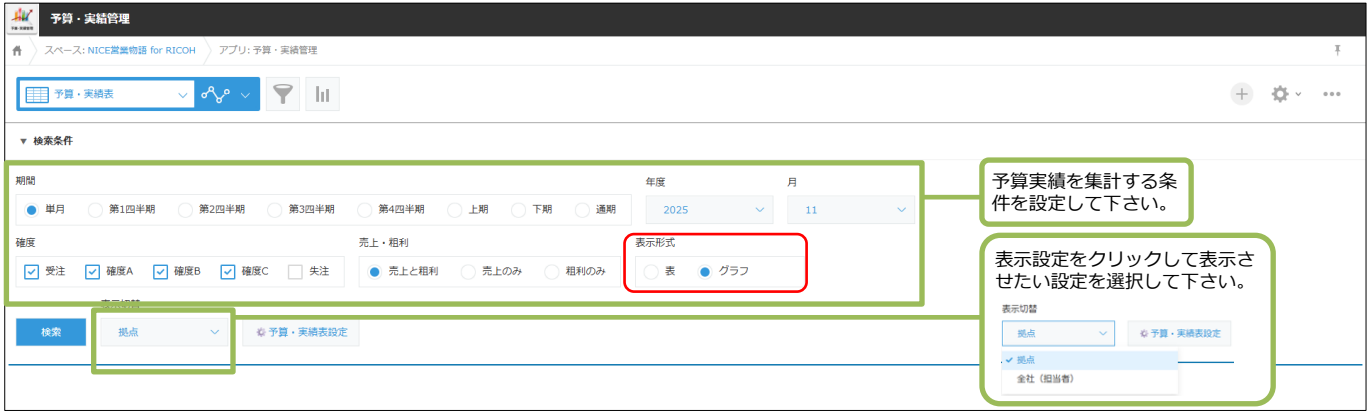 予算・実績管理
スペース: NICE営業物語 for RICOH アプリ: 予算・実績管理
予算・実績表
▼ 検索条件
期間 年度 月
単月 第1四半期 第2四半期 第3四半期 第4四半期 上期 下期 通期 2025 11
確度 売上・粗利 表示形式
受注 確度A 確度B 確度C 失注 売上と粗利 売上のみ 粗利のみ 表 グラフ
表示切替
検索 拠点 予算・実績表設定
予算実績を集計する条
件を設定して下さい。
表示設定をクリックして表示さ
せたい設定を選択して下さい。
表示切替
拠点 予算・実績表設定
拠点
全社（担当者）